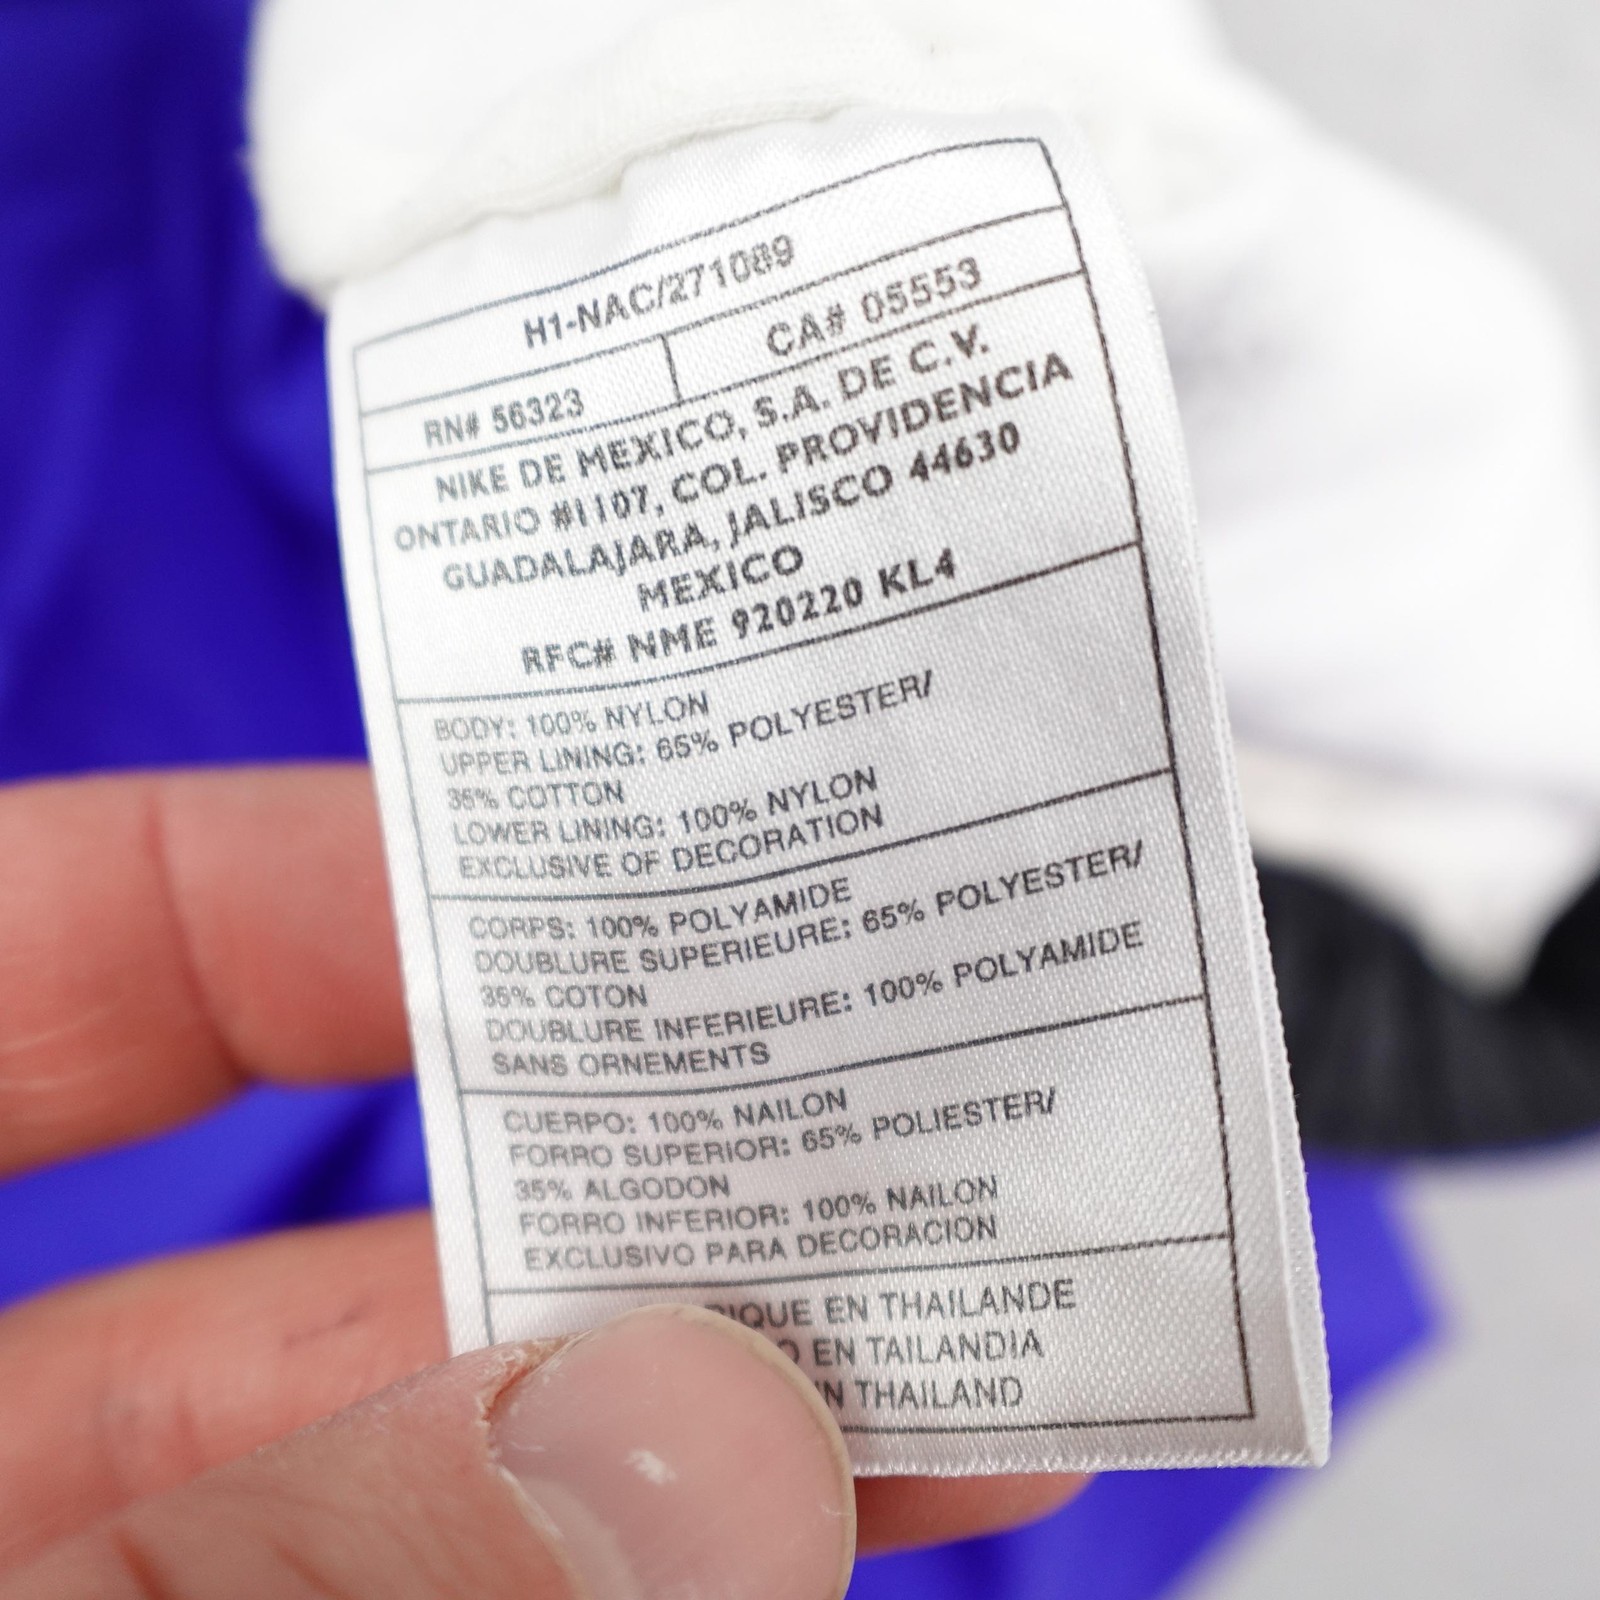 H1-NAC/271089
RN# 56323
CA# 05553
NIKE DE MEXICO, S.A. DE C.V.
ONTARIO #1107, COL. PROVIDENCIA
GUADALAJARA, JALISCO 44630
MEXICO
RFC# NME 920220 KL4
BODY: 100% NYLON
UPPER LINING: 65% POLYESTER/
35% COTTON
LOWER LINING: 100% NYLON
EXCLUSIVE OF DECORATION
CORPS: 100% POLYAMIDE
DOUBLURE SUPERIEURE: 65% POLYESTER/
35% COTON
DOUBLURE INFERIEURE: 100% POLYAMIDE
SANS ORNEMENTS
CUERPO: 100% NAILON
FORRO SUPERIOR: 65% POLIESTER/
35% ALGODON
FORRO INFERIOR: 100% NAILON
EXCLUSIVO PARA DECORACION
EN THAILANDE
EN TAILANDIA
THAILAND